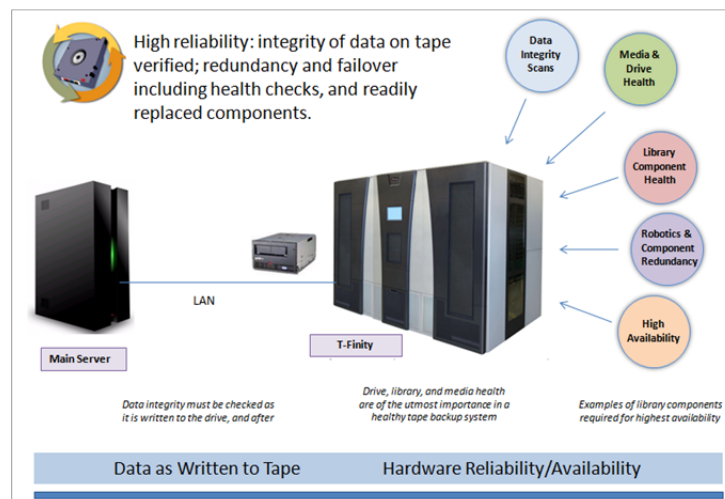 High reliability: integrity of data on tape
verified; redundancy and failover
including health checks, and readily
replaced components.
Data
Integrity
Scans
Media &
Drive
Health
Library
Component
Health
Robotics &
Component
Redundancy
High
Availability
LAN
Main Server
T-Finity
Data integrity must be checked as
it is written to the drive, and after
Drive, library, and media health
are of the utmost importance in a
healthy tape backup system
Examples of library components
required for highest availability
Data as Written to Tape
Hardware Reliability/Availability